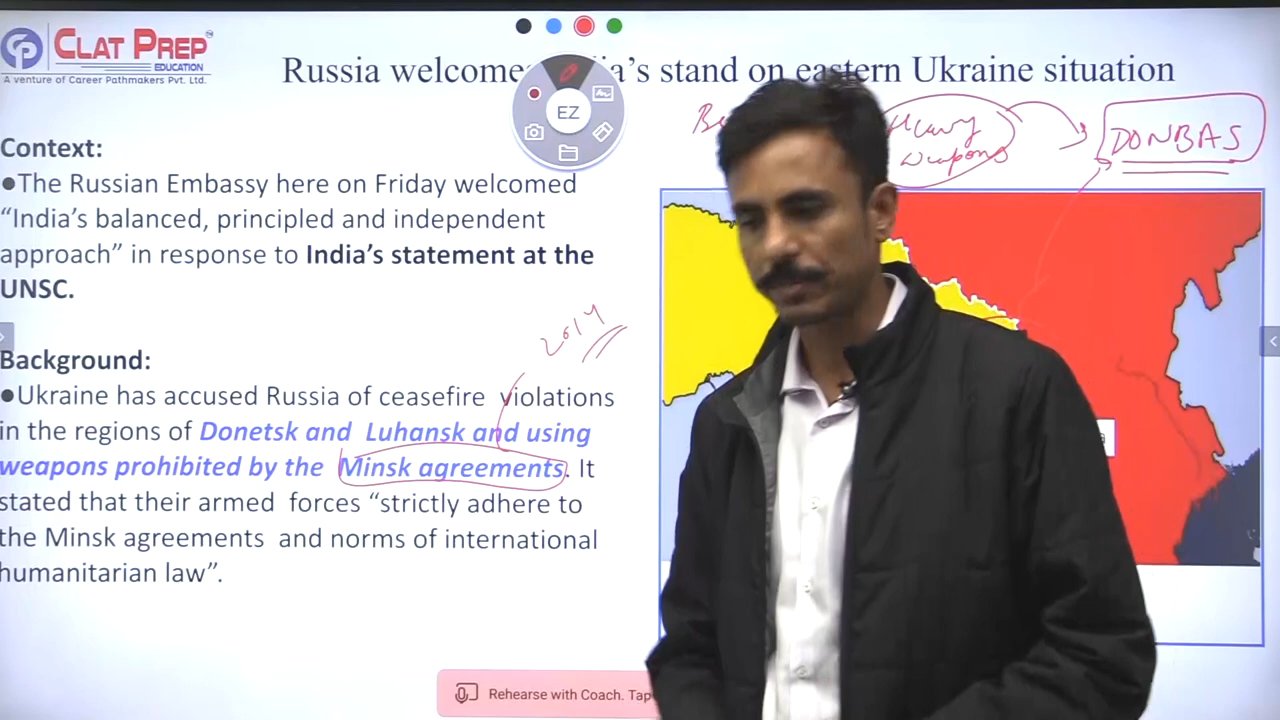 CLAT PREP
EDUCATION
A venture of Career Pathmakers Pvt. Ltd.
Russia welcome 's stand on eastern Ukraine situation
EZ
Heavy
weapons
DONBAS
Context:
●The Russian Embassy here on Friday welcomed
“India’s balanced, principled and independent
approach” in response to India’s statement at the
UNSC.
2014
Background:
●Ukraine has accused Russia of ceasefire violations
in the regions of Donetsk and Luhansk and using
weapons prohibited by the Minsk agreements. It
stated that their armed forces “strictly adhere to
the Minsk agreements and norms of international
humanitarian law”.
Rehearse with Coach. Tap